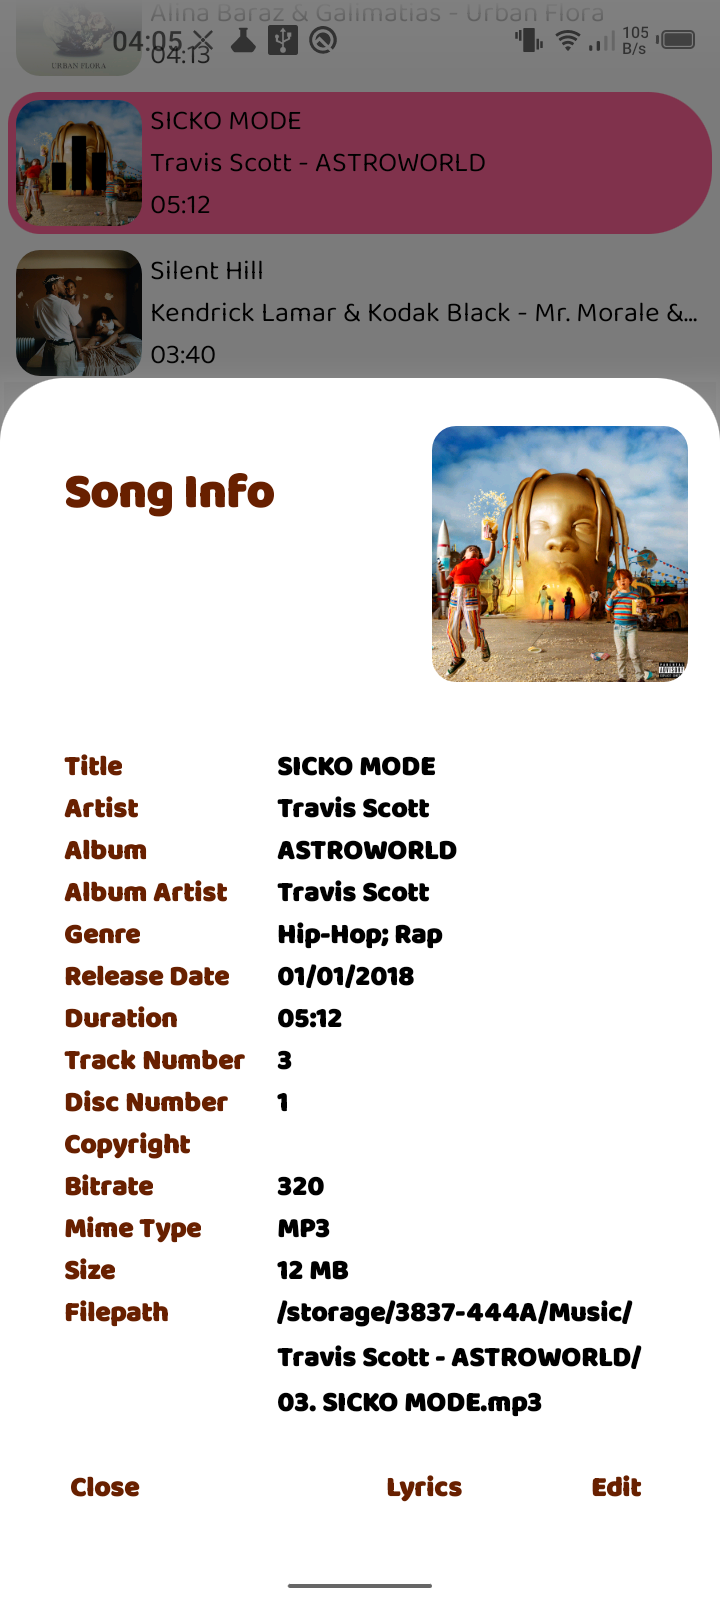 Alina Baraz & Galimatias - Urban Flora
04:13
URBAN FLORA
04:05
105
B/s
SICKO MODE
Travis Scott - ASTROWORLD
05:12
Silent Hill
Kendrick Lamar & Kodak Black - Mr. Morale &...
03:40
Song Info
Title SICKO MODE
Artist Travis Scott
Album ASTROWORLD
Album Artist Travis Scott
Genre Hip-Hop; Rap
Release Date 01/01/2018
Duration 05:12
Track Number 3
Disc Number 1
Copyright
Bitrate 320
Mime Type MP3
Size 12 MB
Filepath /storage/3837-444A/Music/
Travis Scott - ASTROWORLD/
03. SICKO MODE.mp3
Close Lyrics Edit